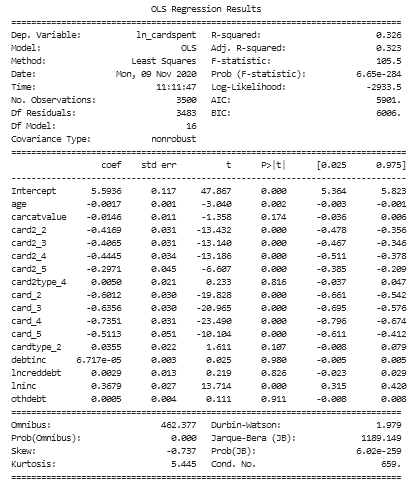 OLS Regression Results
==============================================================================
Dep. Variable: ln_cardspent R-squared: 0.326
Model: OLS Adj. R-squared: 0.323
Method: Least Squares F-statistic: 105.5
Date: Mon, 09 Nov 2020 Prob (F-statistic): 6.65e-284
Time: 11:11:47 Log-Likelihood: -2933.5
No. Observations: 3500 AIC: 5901.
Df Residuals: 3483 BIC: 6006.
Df Model: 16
Covariance Type: nonrobust
==============================================================================
coef std err t P>|t| [0.025 0.975]
------------------------------------------------------------------------------
Intercept 5.5936 0.117 47.867 0.000 5.364 5.823
age -0.0017 0.001 -3.040 0.002 -0.003 -0.001
carcatvalue -0.0146 0.011 -1.358 0.174 -0.036 0.006
card2_2 -0.4169 0.031 -13.432 0.000 -0.478 -0.356
card2_3 -0.4065 0.031 -13.140 0.000 -0.467 -0.346
card2_4 -0.4445 0.034 -13.186 0.000 -0.511 -0.378
card2_5 -0.2971 0.045 -6.607 0.000 -0.385 -0.209
card2type_4 0.0050 0.021 0.233 0.816 -0.037 0.047
card_2 -0.6012 0.030 -19.828 0.000 -0.661 -0.542
card_3 -0.6356 0.030 -20.965 0.000 -0.695 -0.576
card_4 -0.7351 0.031 -23.490 0.000 -0.796 -0.674
card_5 -0.5113 0.051 -10.104 0.000 -0.611 -0.412
cardtype_2 0.0355 0.022 1.611 0.107 -0.008 0.079
debtinc 6.717e-05 0.003 0.025 0.980 -0.005 0.005
lncreddebt 0.0029 0.013 0.219 0.826 -0.023 0.029
lninc 0.3679 0.027 13.714 0.000 0.315 0.420
othdebt 0.0005 0.004 0.111 0.911 -0.008 0.008
==============================================================================
Omnibus: 462.377 Durbin-Watson: 1.979
Prob(Omnibus): 0.000 Jarque-Bera (JB): 1189.149
Skew: -0.737 Prob(JB): 6.02e-259
Kurtosis: 5.445 Cond. No. 659.
==============================================================================